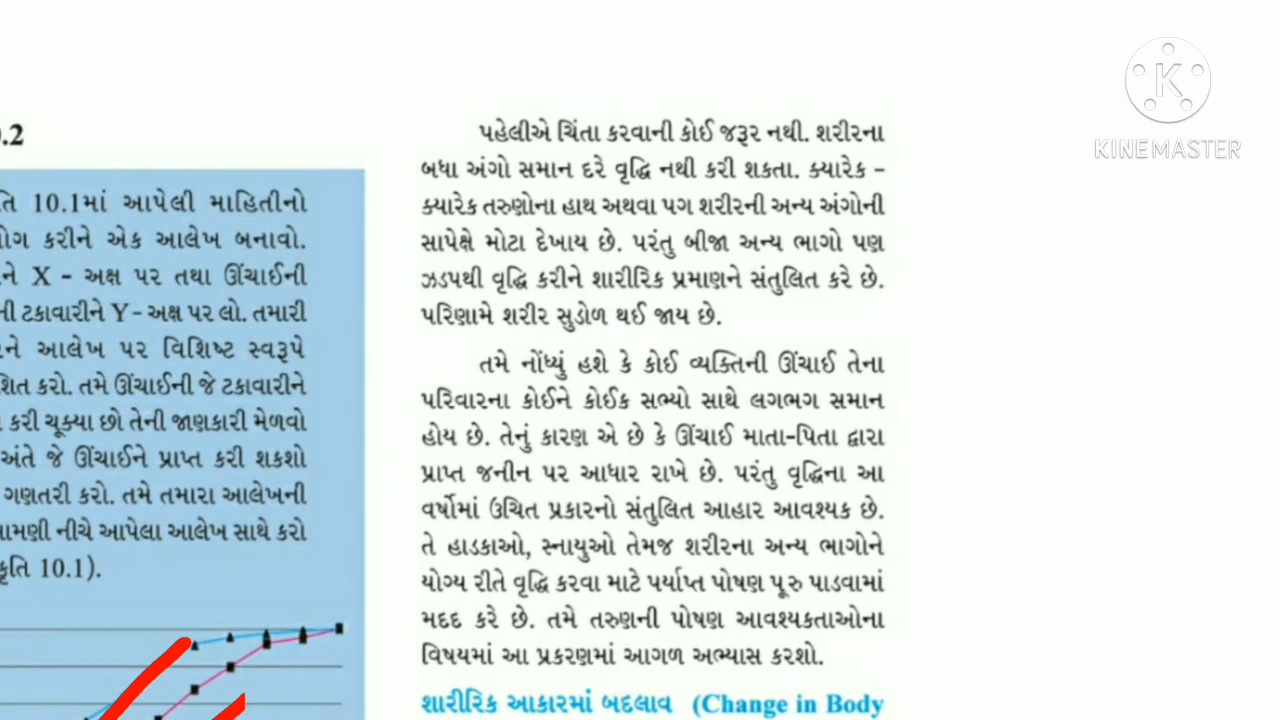 .2
તિ 10.1માં આપેલી માહિતીનો
કરીને એક આલેખ બનાવો.
ને X - અક્ષ પર તથા ઊંચાઈની
ની ટકાવારીને Y- અક્ષ પર લો. તમારી
ને આલેખ પર વિશિષ્ટ સ્વરૂપે
કરો. તમે ઊંચાઈની જે ટકાવારીને
કરી ચૂક્યા છો તેની જાણકારી મેળવો
અંતે જે ઊંચાઈને પ્રાપ્ત કરી શકશો
ગણતરી કરો. તમે તમારા આલેખની
નીચે આપેલા આલેખ સાથે કરો
10.1).
પહેલીએ ચિંતા કરવાની કોઈ જરૂર નથી. શરીરના
બધા અંગો સમાન દરે વૃદ્ધિ નથી કરી શકતા. ક્યારેક -
ક્યારેક તરુણોના હાથ અથવા પગ શરીરની અન્ય અંગોની
સાપેક્ષે મોટા દેખાય છે. પરંતુ બીજા અન્ય ભાગો પણ
ઝડપથી વૃદ્ધિ કરીને શારીરિક પ્રમાણને સંતુલિત કરે છે.
પરિણામે શરીર સુડોળ થઈ જાય છે.
તમે નોંધ્યું હશે કે કોઈ વ્યક્તિની ઊંચાઈ તેના
પરિવારના કોઈને કોઈક સભ્યો સાથે લગભગ સમાન
હોય છે. તેનું કારણ એ છે કે ઊંચાઈ માતા-પિતા દ્વારા
પ્રાપ્ત જનીન પર આધાર રાખે છે. પરંતુ વૃદ્ધિના આ
વર્ષોમાં ઉચિત પ્રકારનો સંતુલિત આહાર આવશ્યક છે.
તે હાડકાઓ, સ્નાયુઓ તેમજ શરીરના અન્ય ભાગોને
યોગ્ય રીતે વૃદ્ધિ કરવા માટે પર્યાપ્ત પોષણ પૂરુ પાડવામાં
મદદ કરે છે. તમે તરુણની પોષણ આવશ્યકતાઓના
વિષયમાં આ પ્રકરણમાં આગળ અભ્યાસ કરશો.
શારીરિક આકારમાં બદલાવ (Change in Body
KINEMASTER